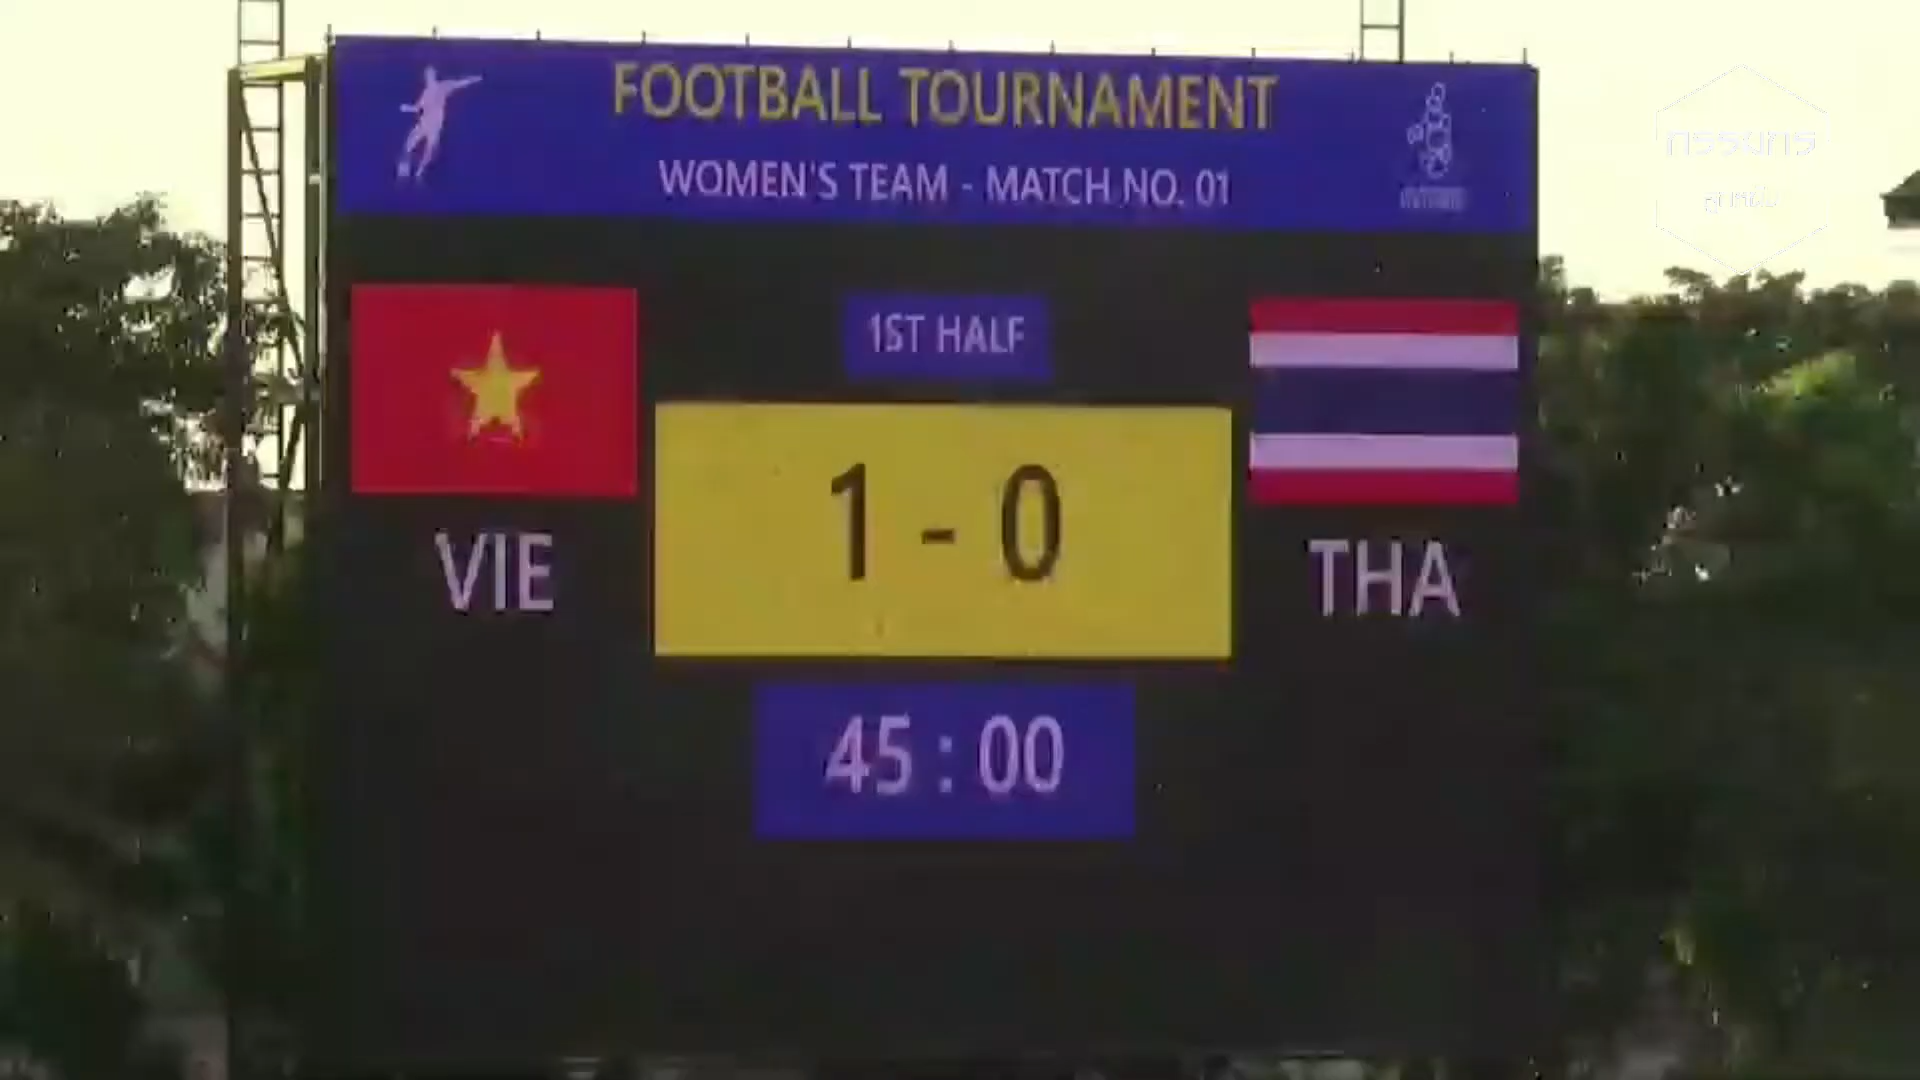 FOOTBALL TOURNAMENT
WOMEN'S TEAM - MATCH NO. 01
1ST HALF
1 - 0
VIE
THA
45 : 00